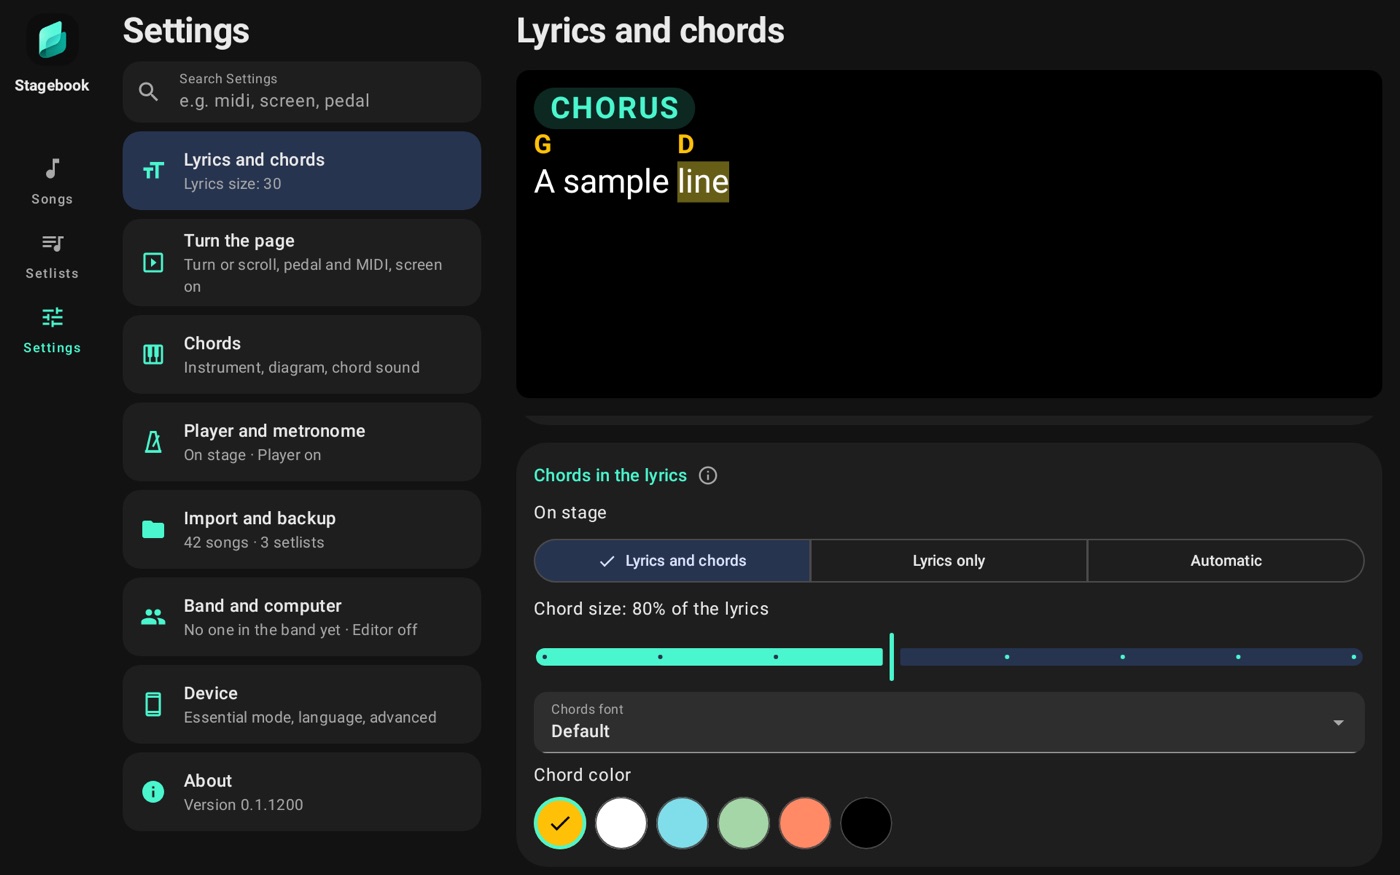 Stagebook
Songs
Setlists
Settings
Settings
Search Settings
e.g. midi, screen, pedal
Lyrics and chords
Lyrics size: 30
Turn the page
Turn or scroll, pedal and MIDI, screen
on
Chords
Instrument, diagram, chord sound
Player and metronome
On stage · Player on
Import and backup
42 songs · 3 setlists
Band and computer
No one in the band yet · Editor off
Device
Essential mode, language, advanced
About
Version 0.1.1200
Lyrics and chords
CHORUS
G D
A sample line
Chords in the lyrics
On stage
Lyrics and chords
Lyrics only
Automatic
Chord size: 80% of the lyrics
Chords font
Default
Chord color